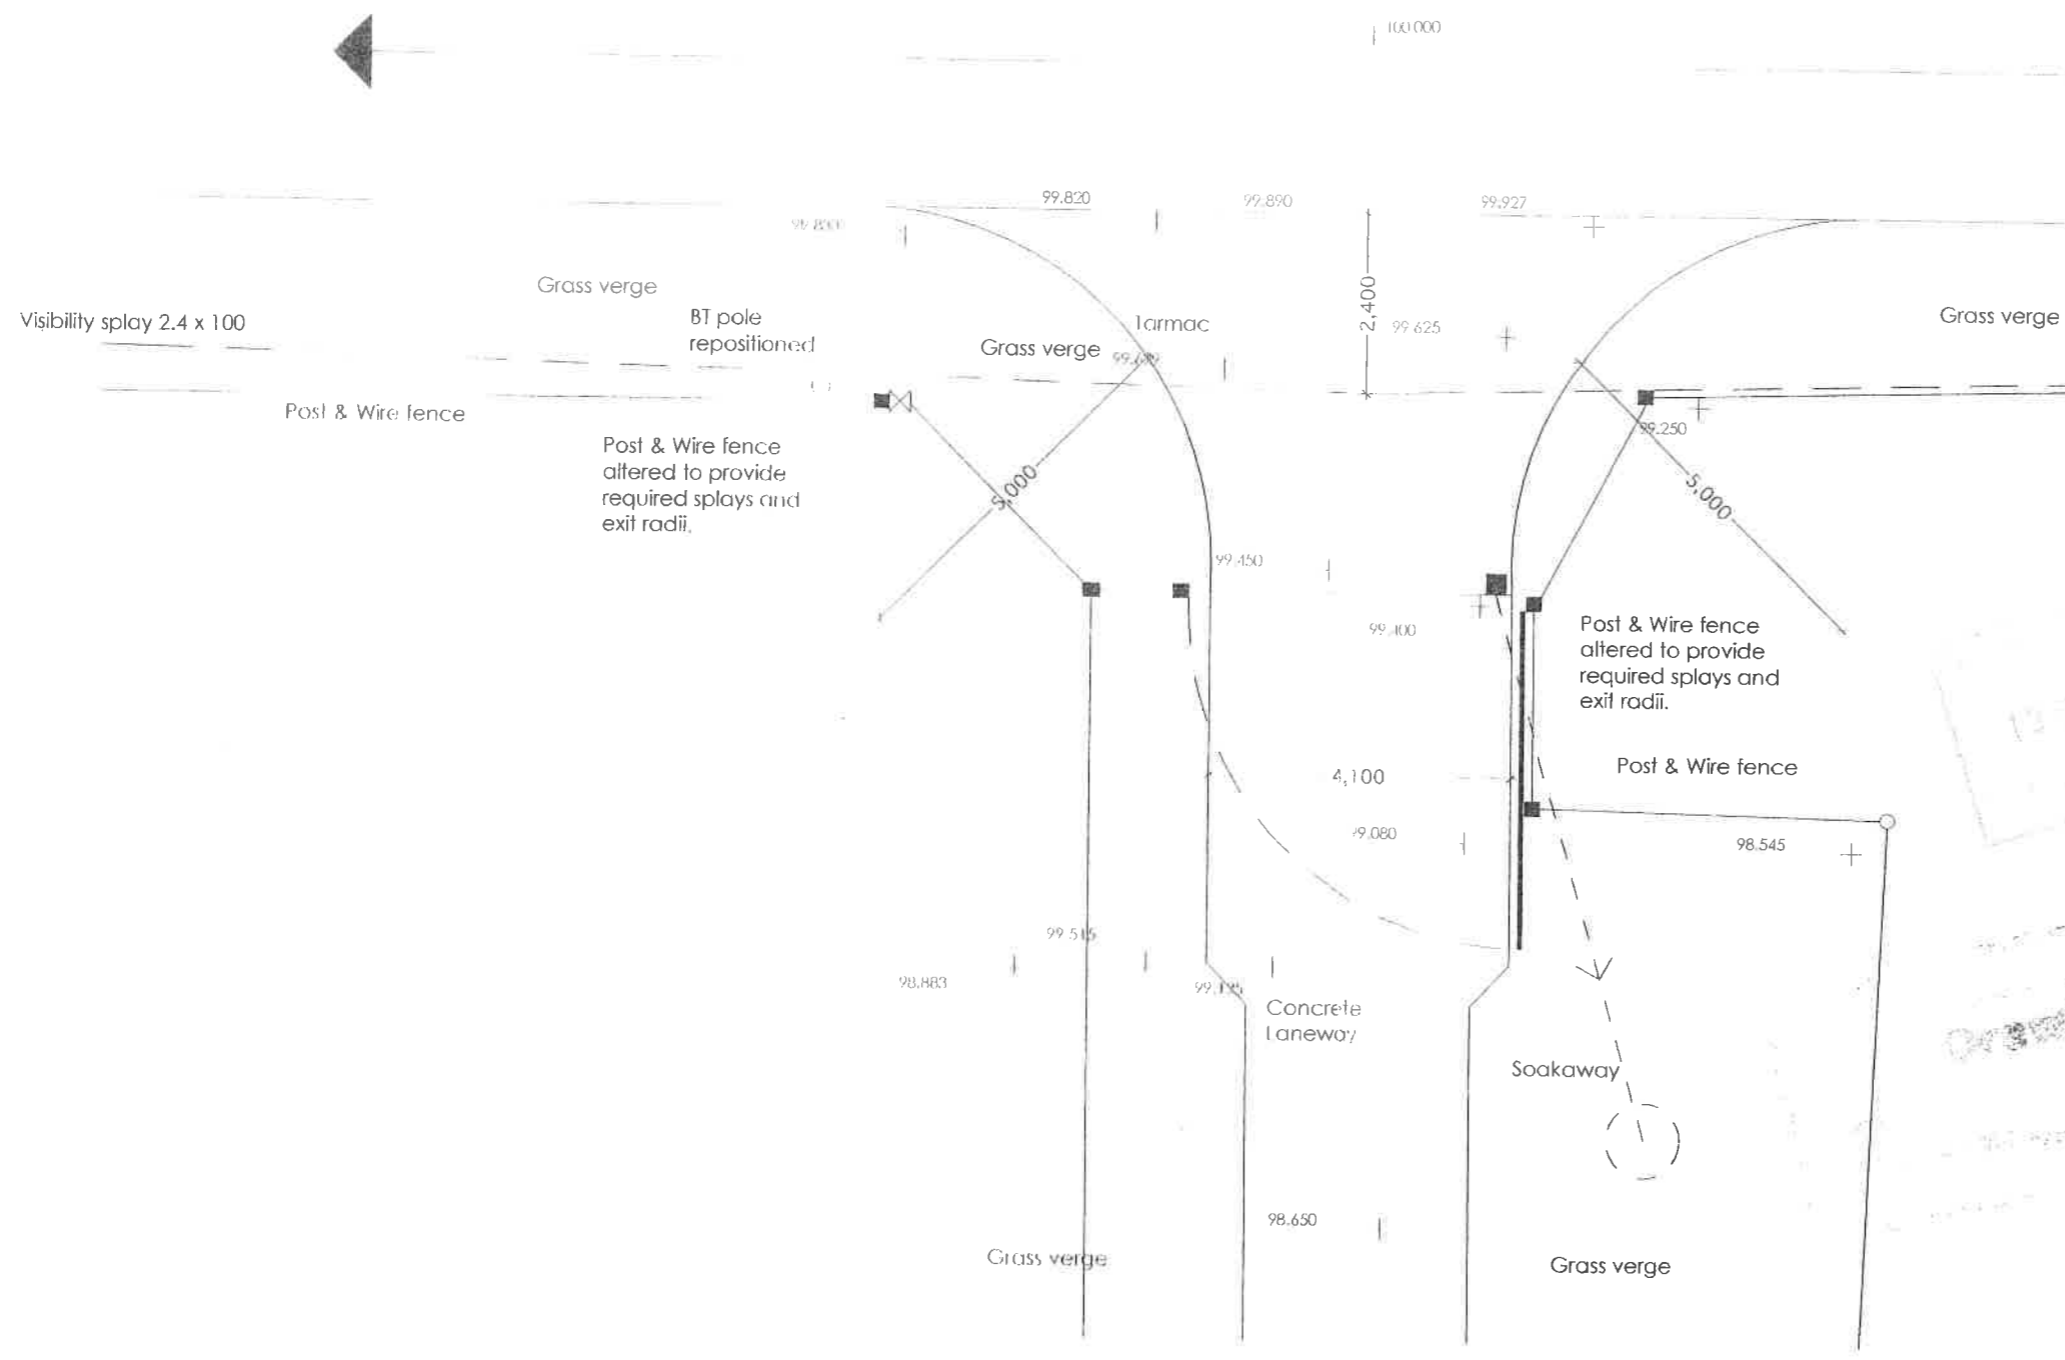 100.000
99.820
99.890
99.927
Grass verge
Visibility splay 2.4 x 100
BT pole
repositioned
Grass verge
Tarmac
2,400
99.625
Grass verge
Post & Wire fence
Post & Wire fence
altered to provide
required splays and
exit radii.
5,000
99.250
5,000
99.450
99.400
Post & Wire fence
altered to provide
required splays and
exit radii.
Post & Wire fence
4,100
99.080
98.545
99.515
98.883
Concrete
Laneway
Soakaway
98.650
Grass verge
Grass verge